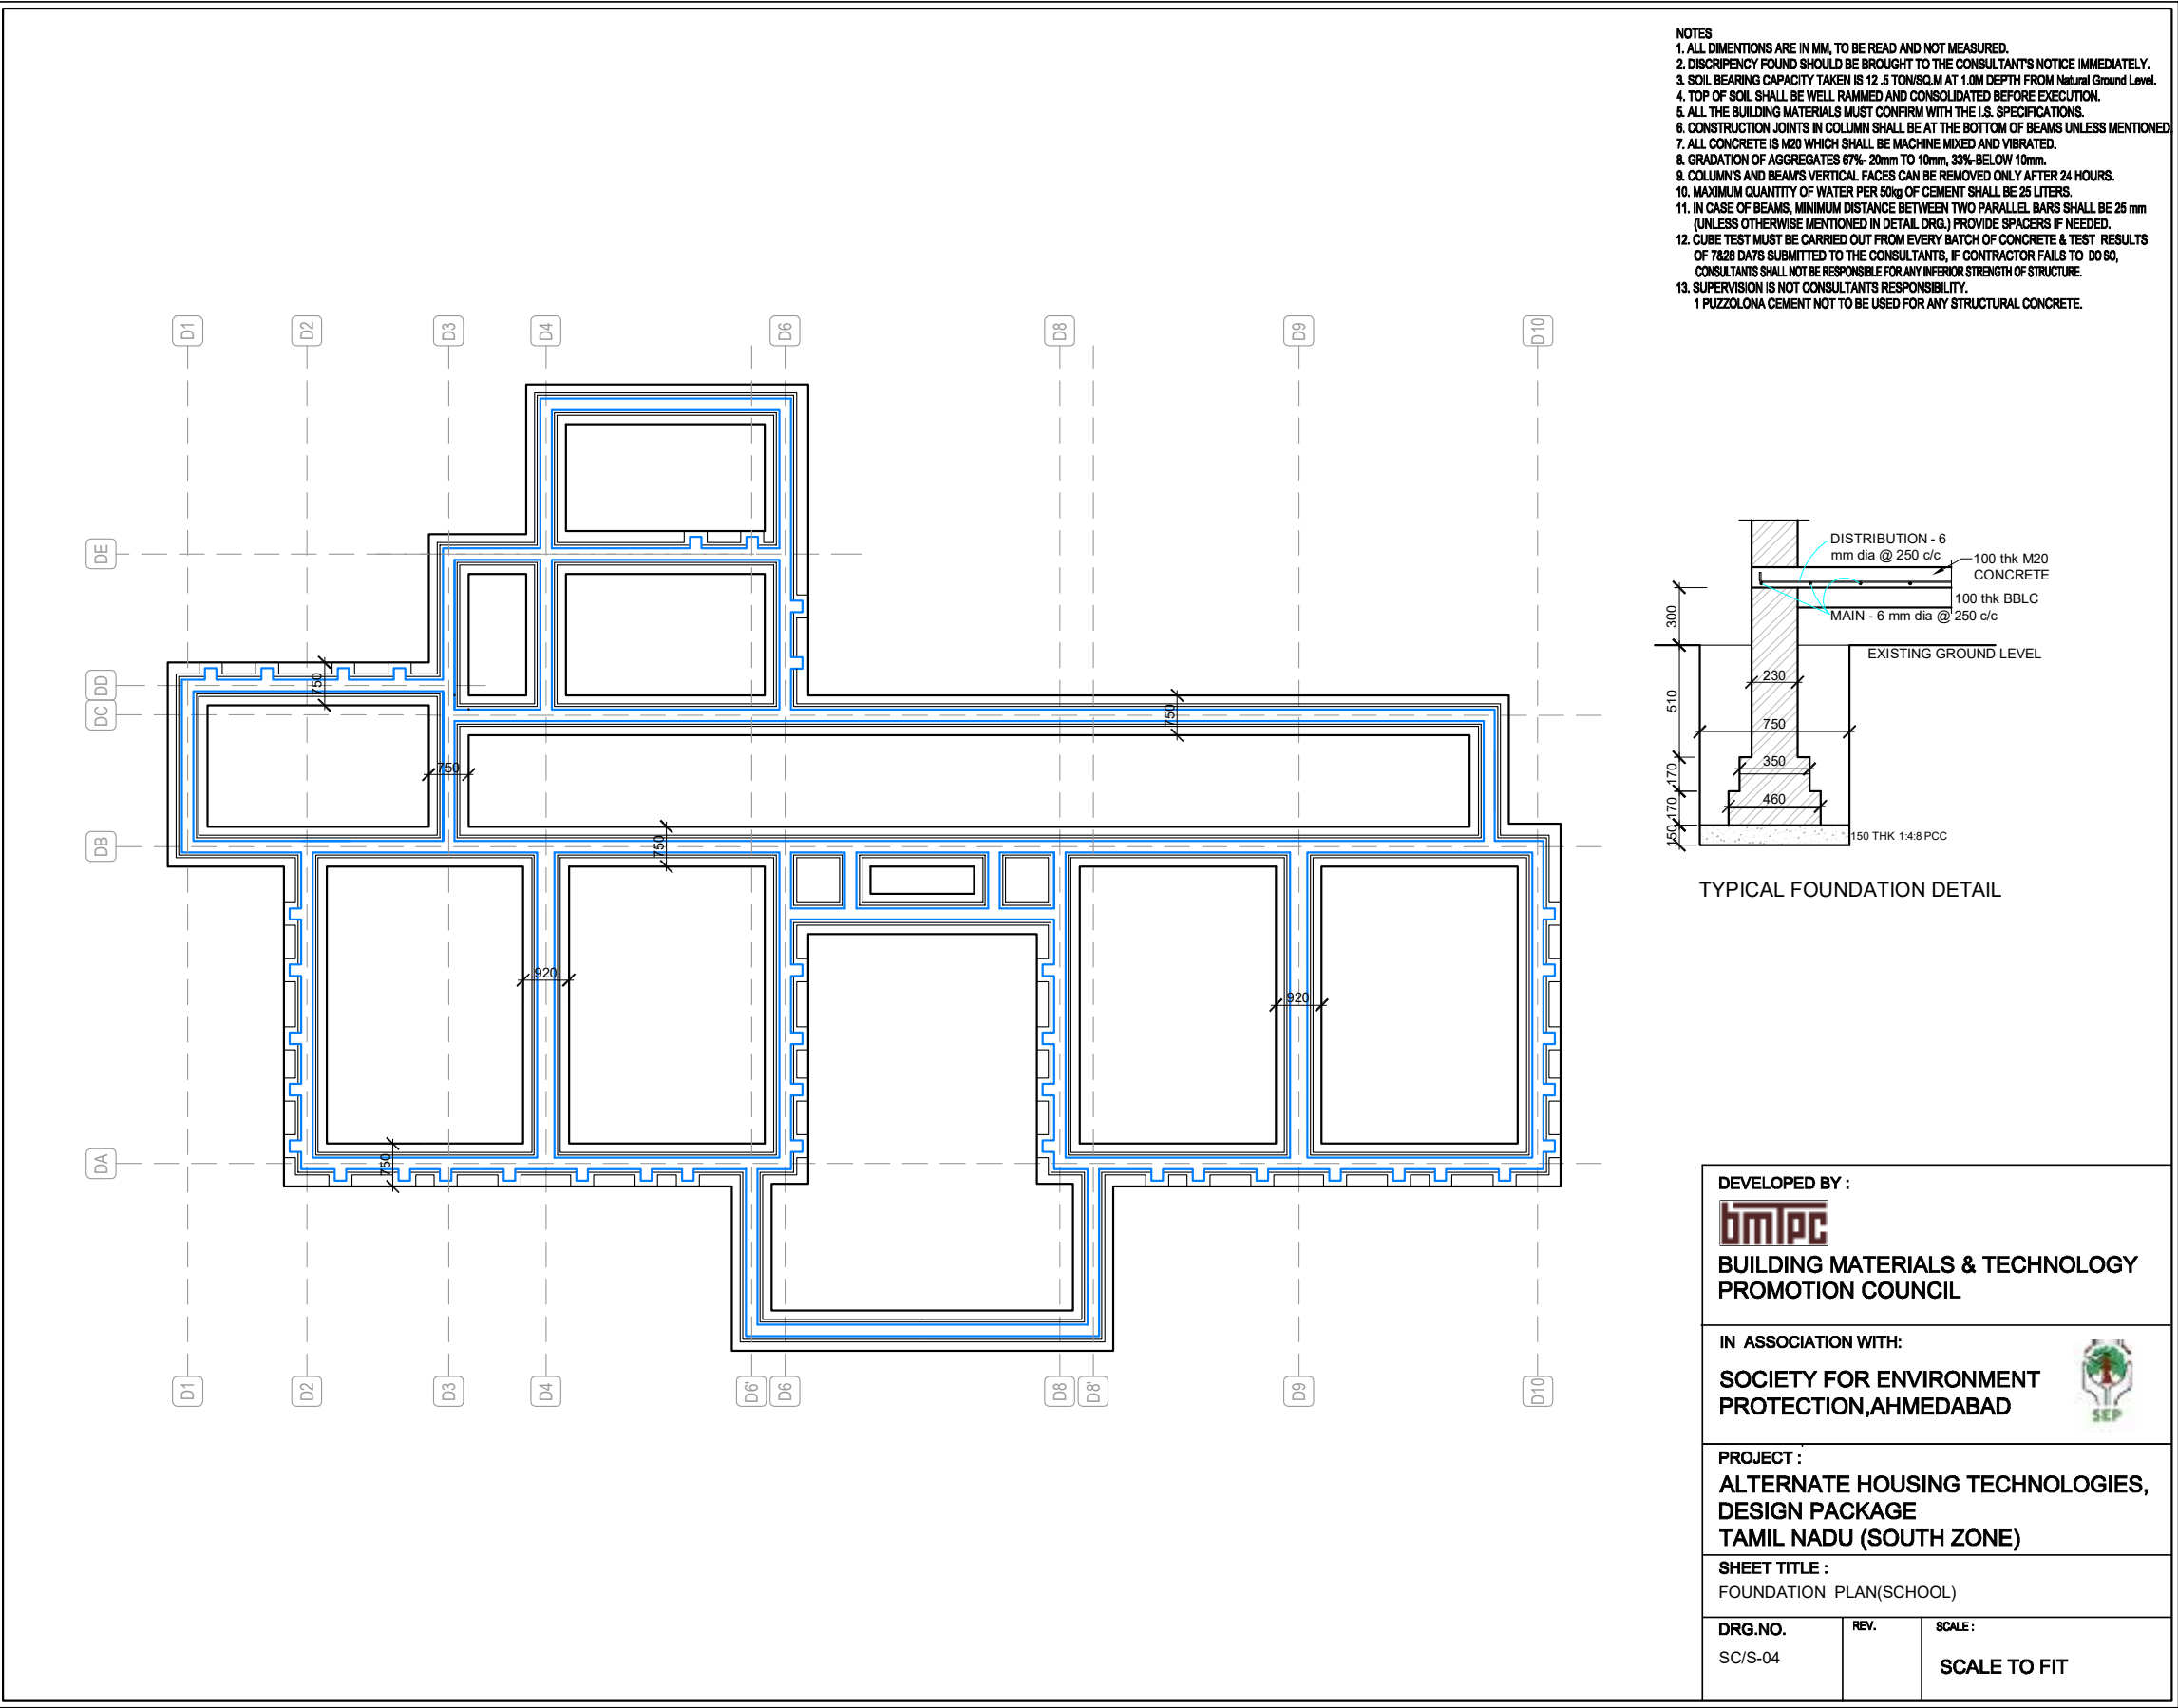 NOTES
1. ALL DIMENTIONS ARE IN MM, TO BE READ AND NOT MEASURED.
2. DISCRIPENCY FOUND SHOULD BE BROUGHT TO THE CONSULTANT'S NOTICE IMMEDIATELY.
3. SOIL BEARING CAPACITY TAKEN IS 12 .5 TON/SQ.M AT 1.0M DEPTH FROM Natural Ground Level.
4. TOP OF SOIL SHALL BE WELL RAMMED AND CONSOLIDATED BEFORE EXECUTION.
5. ALL THE BUILDING MATERIALS MUST CONFIRM WITH THE I.S. SPECIFICATIONS.
6. CONSTRUCTION JOINTS IN COLUMN SHALL BE AT THE BOTTOM OF BEAMS UNLESS MENTIONED
7. ALL CONCRETE IS M20 WHICH SHALL BE MACHINE MIXED AND VIBRATED.
8. GRADATION OF AGGREGATES 67%- 20mm TO 10mm, 33%-BELOW 10mm.
9. COLUMN'S AND BEAM'S VERTICAL FACES CAN BE REMOVED ONLY AFTER 24 HOURS.
10. MAXIMUM QUANTITY OF WATER PER 50kg OF CEMENT SHALL BE 25 LITERS.
11. IN CASE OF BEAMS, MINIMUM DISTANCE BETWEEN TWO PARALLEL BARS SHALL BE 25 mm
(UNLESS OTHERWISE MENTIONED IN DETAIL DRG.) PROVIDE SPACERS IF NEEDED.
12. CUBE TEST MUST BE CARRIED OUT FROM EVERY BATCH OF CONCRETE & TEST RESULTS
OF 7&28 DA7S SUBMITTED TO THE CONSULTANTS, IF CONTRACTOR FAILS TO DO SO,
CONSULTANTS SHALL NOT BE RESPONSIBLE FOR ANY INFERIOR STRENGTH OF STRUCTURE.
13. SUPERVISION IS NOT CONSULTANTS RESPONSIBILITY.
1 PUZZOLONA CEMENT NOT TO BE USED FOR ANY STRUCTURAL CONCRETE.
D1 D2 D3 D4 D6 D8 D9 D10
DE
DD
DC
DB
DA
750
750
750
750
920
920
750
D1 D2 D3 D4 D6' D6 D8 D8' D9 D10
DISTRIBUTION - 6
mm dia @ 250 c/c
100 thk M20
CONCRETE
100 thk BBLC
MAIN - 6 mm dia @ 250 c/c
300
EXISTING GROUND LEVEL
230
510
750
170
350
170
460
150
150 THK 1:4:8 PCC
TYPICAL FOUNDATION DETAIL
DEVELOPED BY :
bmTpc
BUILDING MATERIALS & TECHNOLOGY
PROMOTION COUNCIL
IN ASSOCIATION WITH:
SOCIETY FOR ENVIRONMENT
PROTECTION,AHMEDABAD
SEP
PROJECT :
ALTERNATE HOUSING TECHNOLOGIES,
DESIGN PACKAGE
TAMIL NADU (SOUTH ZONE)
SHEET TITLE :
FOUNDATION PLAN(SCHOOL)
DRG.NO.
SC/S-04
REV.
SCALE :
SCALE TO FIT